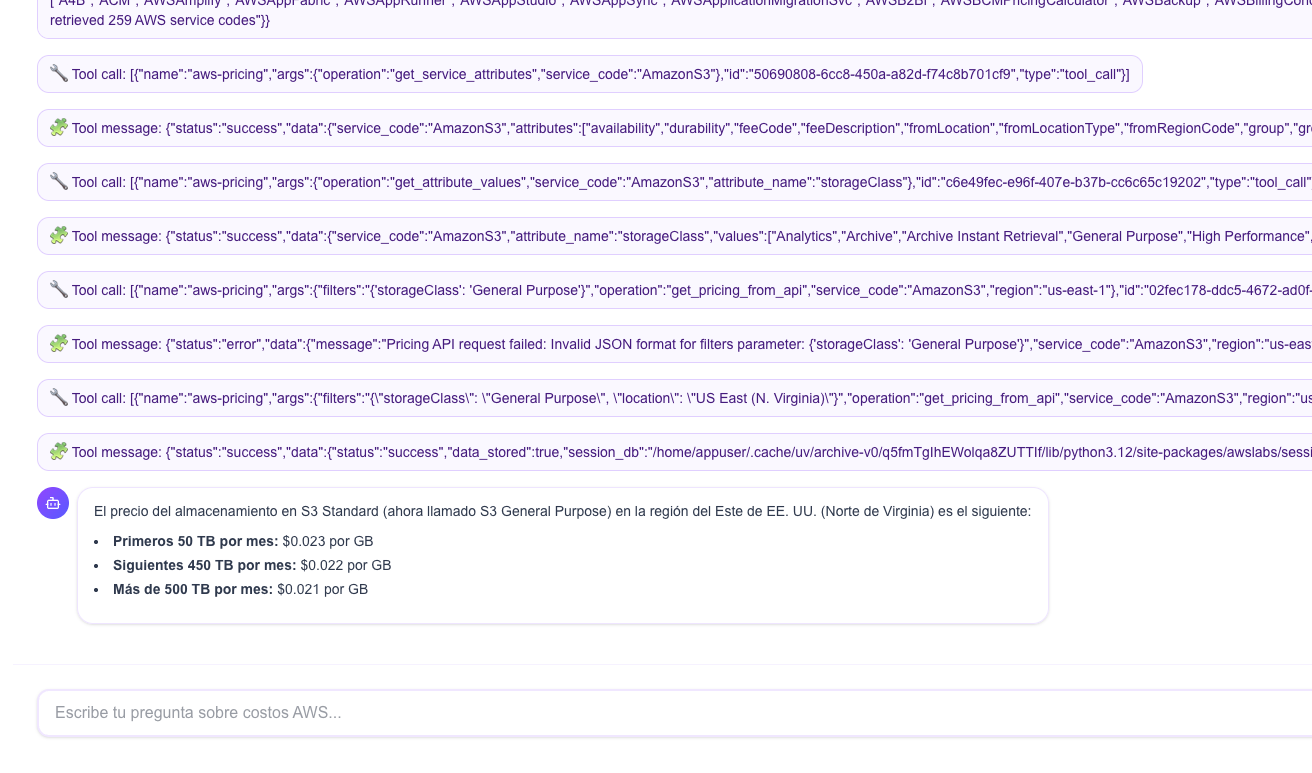 ["A4B","ACM","AWSAmplify","AWSAppFabric","AWSAppRunner","AWSAppStudio","AWSAppSync","AWSApplicationMigrationSvc","AWSB2Bi","AWSBCMPricingCalculator","AWSBackup","AWSBillingCon
retrieved 259 AWS service codes"}}
Tool call: [{"name":"aws-pricing","args":{"operation":"get_service_attributes","service_code":"AmazonS3"},"id":"50690808-6cc8-450a-a82d-f74c8b701cf9","type":"tool_call"}]
Tool message: {"status":"success","data":{"service_code":"AmazonS3","attributes":["availability","durability","feeCode","feeDescription","fromLocation","fromLocationType","fromRegionCode","group","gr
Tool call: [{"name":"aws-pricing","args":{"operation":"get_attribute_values","service_code":"AmazonS3","attribute_name":"storageClass"},"id":"c6e49fec-e96f-407e-b37b-cc6c65c19202","type":"tool_call"
Tool message: {"status":"success","data":{"service_code":"AmazonS3","attribute_name":"storageClass","values":["Analytics","Archive","Archive Instant Retrieval","General Purpose","High Performance",
Tool call: [{"name":"aws-pricing","args":{"filters":"{'storageClass': 'General Purpose'}","operation":"get_pricing_from_api","service_code":"AmazonS3","region":"us-east-1"},"id":"02fec178-ddc5-4672-ad0f-
Tool message: {"status":"error","data":{"message":"Pricing API request failed: Invalid JSON format for filters parameter: {'storageClass': 'General Purpose'}","service_code":"AmazonS3","region":"us-eas
Tool call: [{"name":"aws-pricing","args":{"filters":"{\"storageClass\": \"General Purpose\", \"location\": \"US East (N. Virginia)\"}","operation":"get_pricing_from_api","service_code":"AmazonS3","region":"us
Tool message: {"status":"success","data":{"status":"success","data_stored":true,"session_db":"/home/appuser/.cache/uv/archive-v0/q5fmTgIhEWolqa8ZUTTIf/lib/python3.12/site-packages/awslabs/sessi
El precio del almacenamiento en S3 Standard (ahora llamado S3 General Purpose) en la región del Este de EE. UU. (Norte de Virginia) es el siguiente:
• Primeros 50 TB por mes: $0.023 por GB
• Siguientes 450 TB por mes: $0.022 por GB
• Más de 500 TB por mes: $0.021 por GB
Escribe tu pregunta sobre costos AWS...